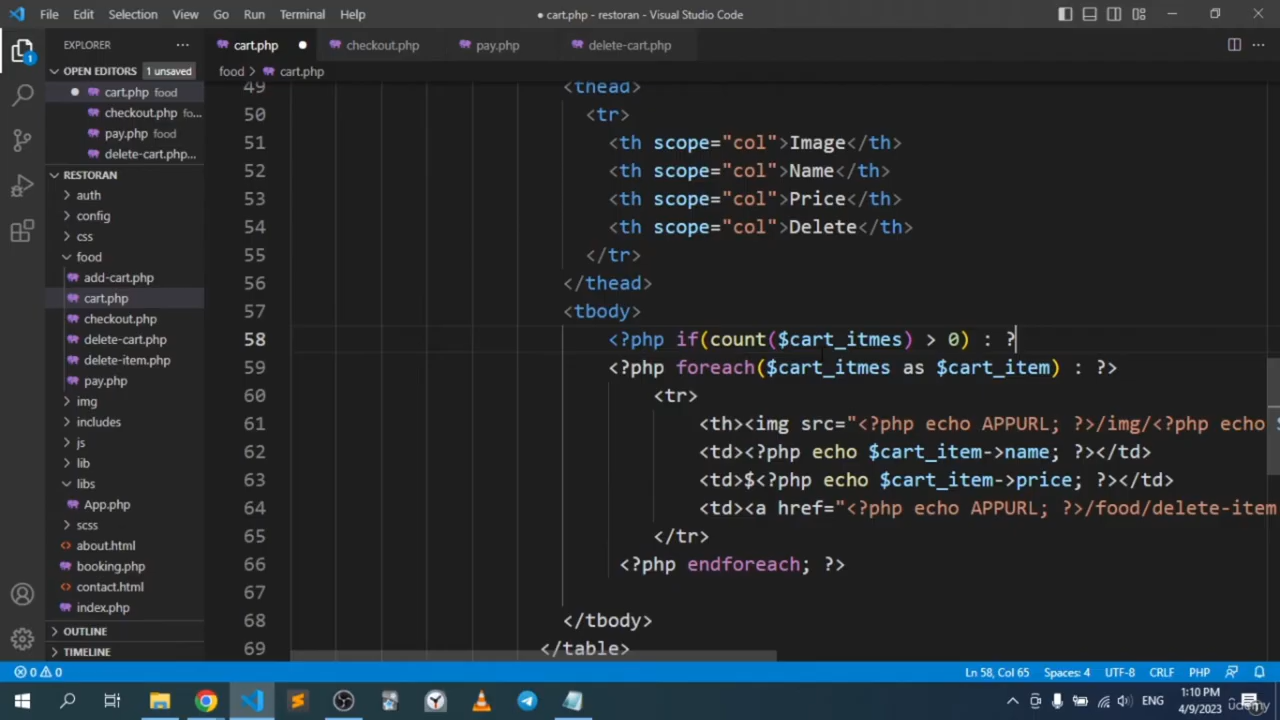 File Edit Selection View Go Run Terminal Help
● cart.php - restoran - Visual Studio Code
EXPLORER
cart.php checkout.php pay.php delete-cart.php
OPEN EDITORS 1 unsaved
food > cart.php
cart.php food
checkout.php fo...
pay.php food
delete-cart.php...
RESTORAN
auth
config
css
food
add-cart.php
cart.php
checkout.php
delete-cart.php
delete-item.php
pay.php
img
includes
js
lib
libs
App.php
scss
about.html
booking.php
contact.html
index.php
OUTLINE
TIMELINE
49 <thead>
50 <tr>
51 <th scope="col">Image</th>
52 <th scope="col">Name</th>
53 <th scope="col">Price</th>
54 <th scope="col">Delete</th>
55 </tr>
56 </thead>
57 <tbody>
58 <?php if(count($cart_itmes) > 0) : ?
59 <?php foreach($cart_itmes as $cart_item) : ?>
60 <tr>
61 <th><img src="<?php echo APPURL; ?>/img/<?php echo
62 <td><?php echo $cart_item->name; ?></td>
63 <td>$<?php echo $cart_item->price; ?></td>
64 <td><a href="<?php echo APPURL; ?>/food/delete-item
65 </tr>
66 <?php endforeach; ?>
67
68 </tbody>
69 </table>
0 0
Ln 58, Col 65 Spaces: 4 UTF-8 CRLF PHP
ENG
1:10 PM
4/9/2023
udemy